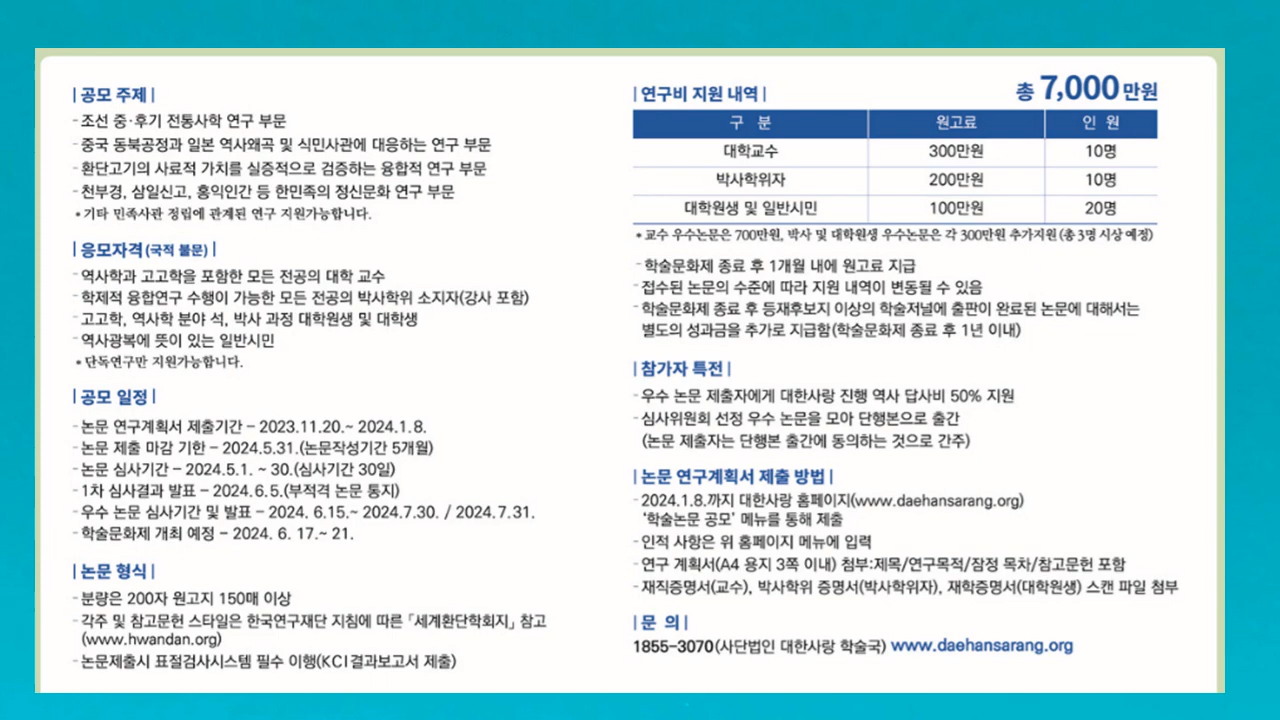 | 공모 주제 |
- 조선 중·후기 전통사학 연구 부문
- 중국 동북공정과 일본 역사왜곡 및 식민사관에 대응하는 연구 부문
- 환단고기의 사료적 가치를 실증적으로 검증하는 융합적 연구 부문
- 천부경, 삼일신고, 홍익인간 등 한민족의 정신문화 연구 부문
* 기타 민족사관 정립에 관계된 연구 지원가능합니다.
| 응모자격(국적 불문) |
- 역사학과 고고학을 포함한 모든 전공의 대학 교수
- 학제적 융합연구 수행이 가능한 모든 전공의 박사학위 소지자(강사 포함)
- 고고학, 역사학 분야 석, 박사 과정 대학원생 및 대학생
- 역사광복에 뜻이 있는 일반시민
* 단독연구만 지원가능합니다.
| 공모 일정 |
- 논문 연구계획서 제출기간 – 2023.11.20.~ 2024.1.8.
- 논문 제출 마감 기한 – 2024.5.31.(논문작성기간 5개월)
- 논문 심사기간 – 2024.5.1. ~ 30.(심사기간 30일)
- 1차 심사결과 발표 – 2024.6.5.(부적격 논문 통지)
- 우수 논문 심사기간 및 발표 – 2024. 6.15.~ 2024.7.30. / 2024.7.31.
- 학술문화제 개최 예정 – 2024. 6. 17.~ 21.
| 논문 형식 |
- 분량은 200자 원고지 150매 이상
- 각주 및 참고문헌 스타일은 한국연구재단 지침에 따른 「세계환단학회지」 참고
(www.hwandan.org)
- 논문제출시 표절검사시스템 필수 이행(KCI결과보고서 제출)
| 연구비 지원 내역 | 총 7,000만원
구 분 원고료 인 원
대학교수 300만원 10명
박사학위자 200만원 10명
대학원생 및 일반시민 100만원 20명
* 교수 우수논문은 700만원, 박사 및 대학원생 우수논문은 각 300만원 추가지원 (총 3명 시상 예정)
- 학술문화제 종료 후 1개월 내에 원고료 지급
- 접수된 논문의 수준에 따라 지원 내역이 변동될 수 있음
- 학술문화제 종료 후 등재후보지 이상의 학술저널에 출판이 완료된 논문에 대해서는
별도의 성과금을 추가로 지급함(학술문화제 종료 후 1년 이내)
| 참가자 특전 |
- 우수 논문 제출자에게 대한사랑 진행 역사 답사비 50% 지원
- 심사위원회 선정 우수 논문을 모아 단행본으로 출간
(논문 제출자는 단행본 출간에 동의하는 것으로 간주)
| 논문 연구계획서 제출 방법 |
- 2024.1.8.까지 대한사랑 홈페이지(www.daehansarang.org)
'학술논문 공모' 메뉴를 통해 제출
- 인적 사항은 위 홈페이지 메뉴에 입력
- 연구 계획서(A4 용지 3쪽 이내) 첨부:제목/연구목적/잠정 목차/참고문헌 포함
- 재직증명서(교수), 박사학위 증명서(박사학위자), 재학증명서(대학원생) 스캔 파일 첨부
| 문 의 |
1855-3070(사단법인 대한사랑 학술국) www.daehansarang.org